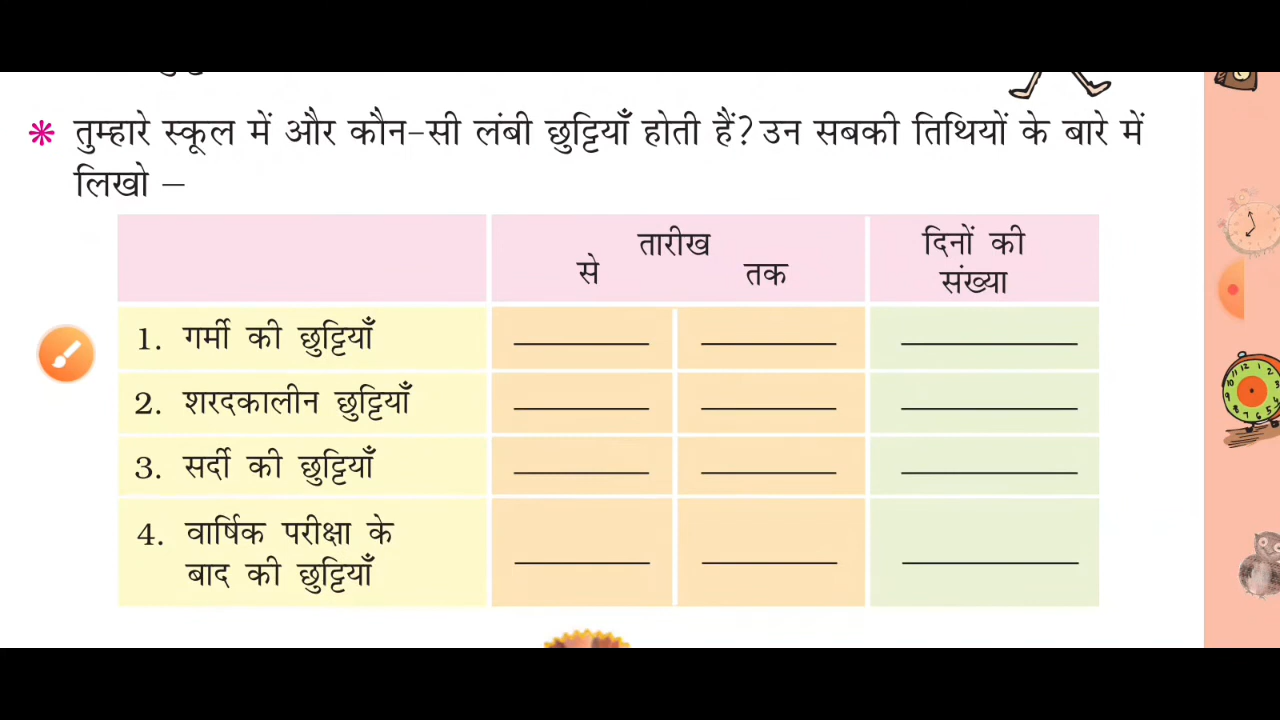 तुम्हारे स्कूल में और कौन-सी लंबी छुट्टियाँ होती हैं? उन सबकी तिथियों के बारे में
लिखो –
तारीख
से तक
दिनों की
संख्या
1. गर्मी की छुट्टियाँ
2. शरदकालीन छुट्टियाँ
3. सर्दी की छुट्टियाँ
4. वार्षिक परीक्षा के
बाद की छुट्टियाँ